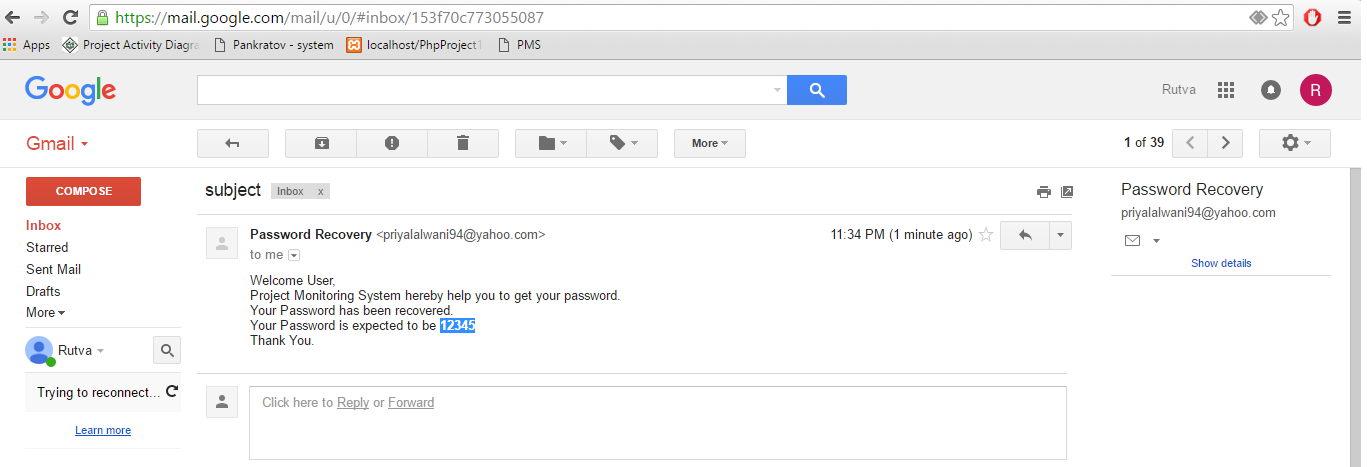 https://mail.google.com/mail/u/0/#inbox/153f70c773055087
Apps Project Activity Diagra Pankratov - system localhost/PhpProject1 PMS
Google Rutva R
Gmail More 1 of 39
COMPOSE
Inbox
Starred
Sent Mail
Drafts
More
Rutva
Trying to reconnect...
Learn more
subject Inbox x
Password Recovery <priyalalwani94@yahoo.com> 11:34 PM (1 minute ago)
to me
Welcome User,
Project Monitoring System hereby help you to get your password.
Your Password has been recovered.
Your Password is expected to be 12345
Thank You.
Click here to Reply or Forward
Password Recovery
priyalalwani94@yahoo.com
Show details